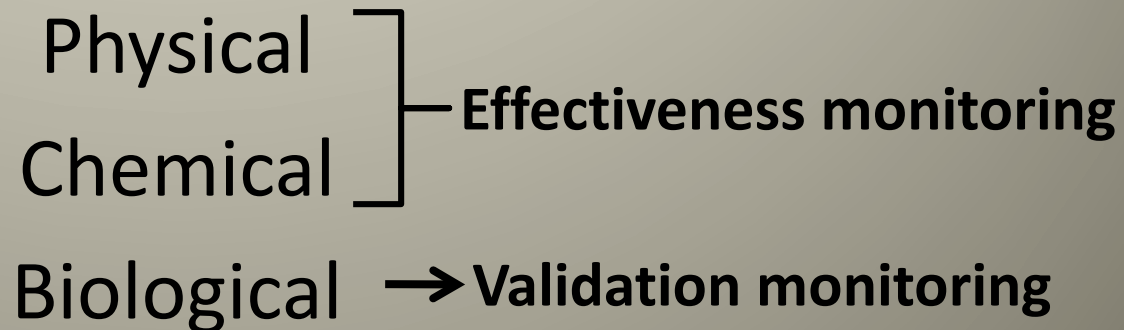 Physical
Effectiveness monitoring
Chemical
Biological → Validation monitoring